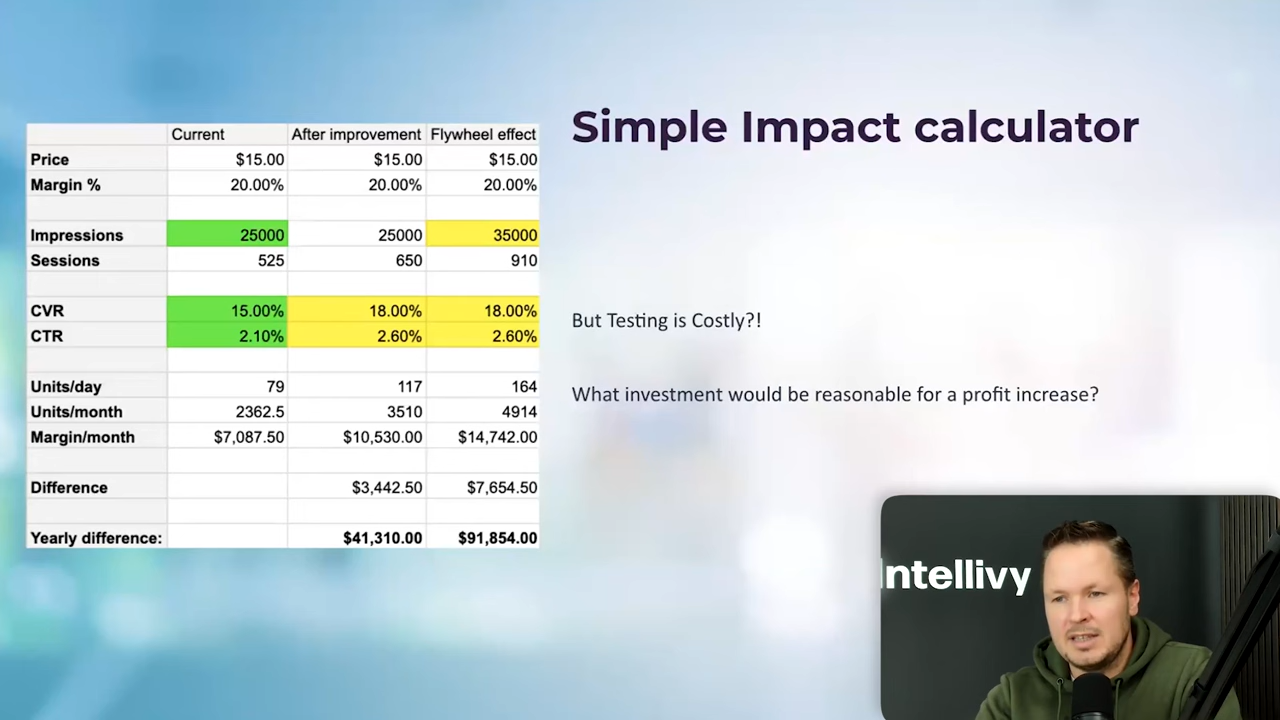 Simple Impact calculator
Current After improvement Flywheel effect
Price $15.00 $15.00 $15.00
Margin % 20.00% 20.00% 20.00%
Impressions 25000 25000 35000
Sessions 525 650 910
CVR 15.00% 18.00% 18.00%
CTR 2.10% 2.60% 2.60%
Units/day 79 117 164
Units/month 2362.5 3510 4914
Margin/month $7,087.50 $10,530.00 $14,742.00
Difference $3,442.50 $7,654.50
Yearly difference: $41,310.00 $91,854.00
But Testing is Costly?!
What investment would be reasonable for a profit increase?
Intellivy